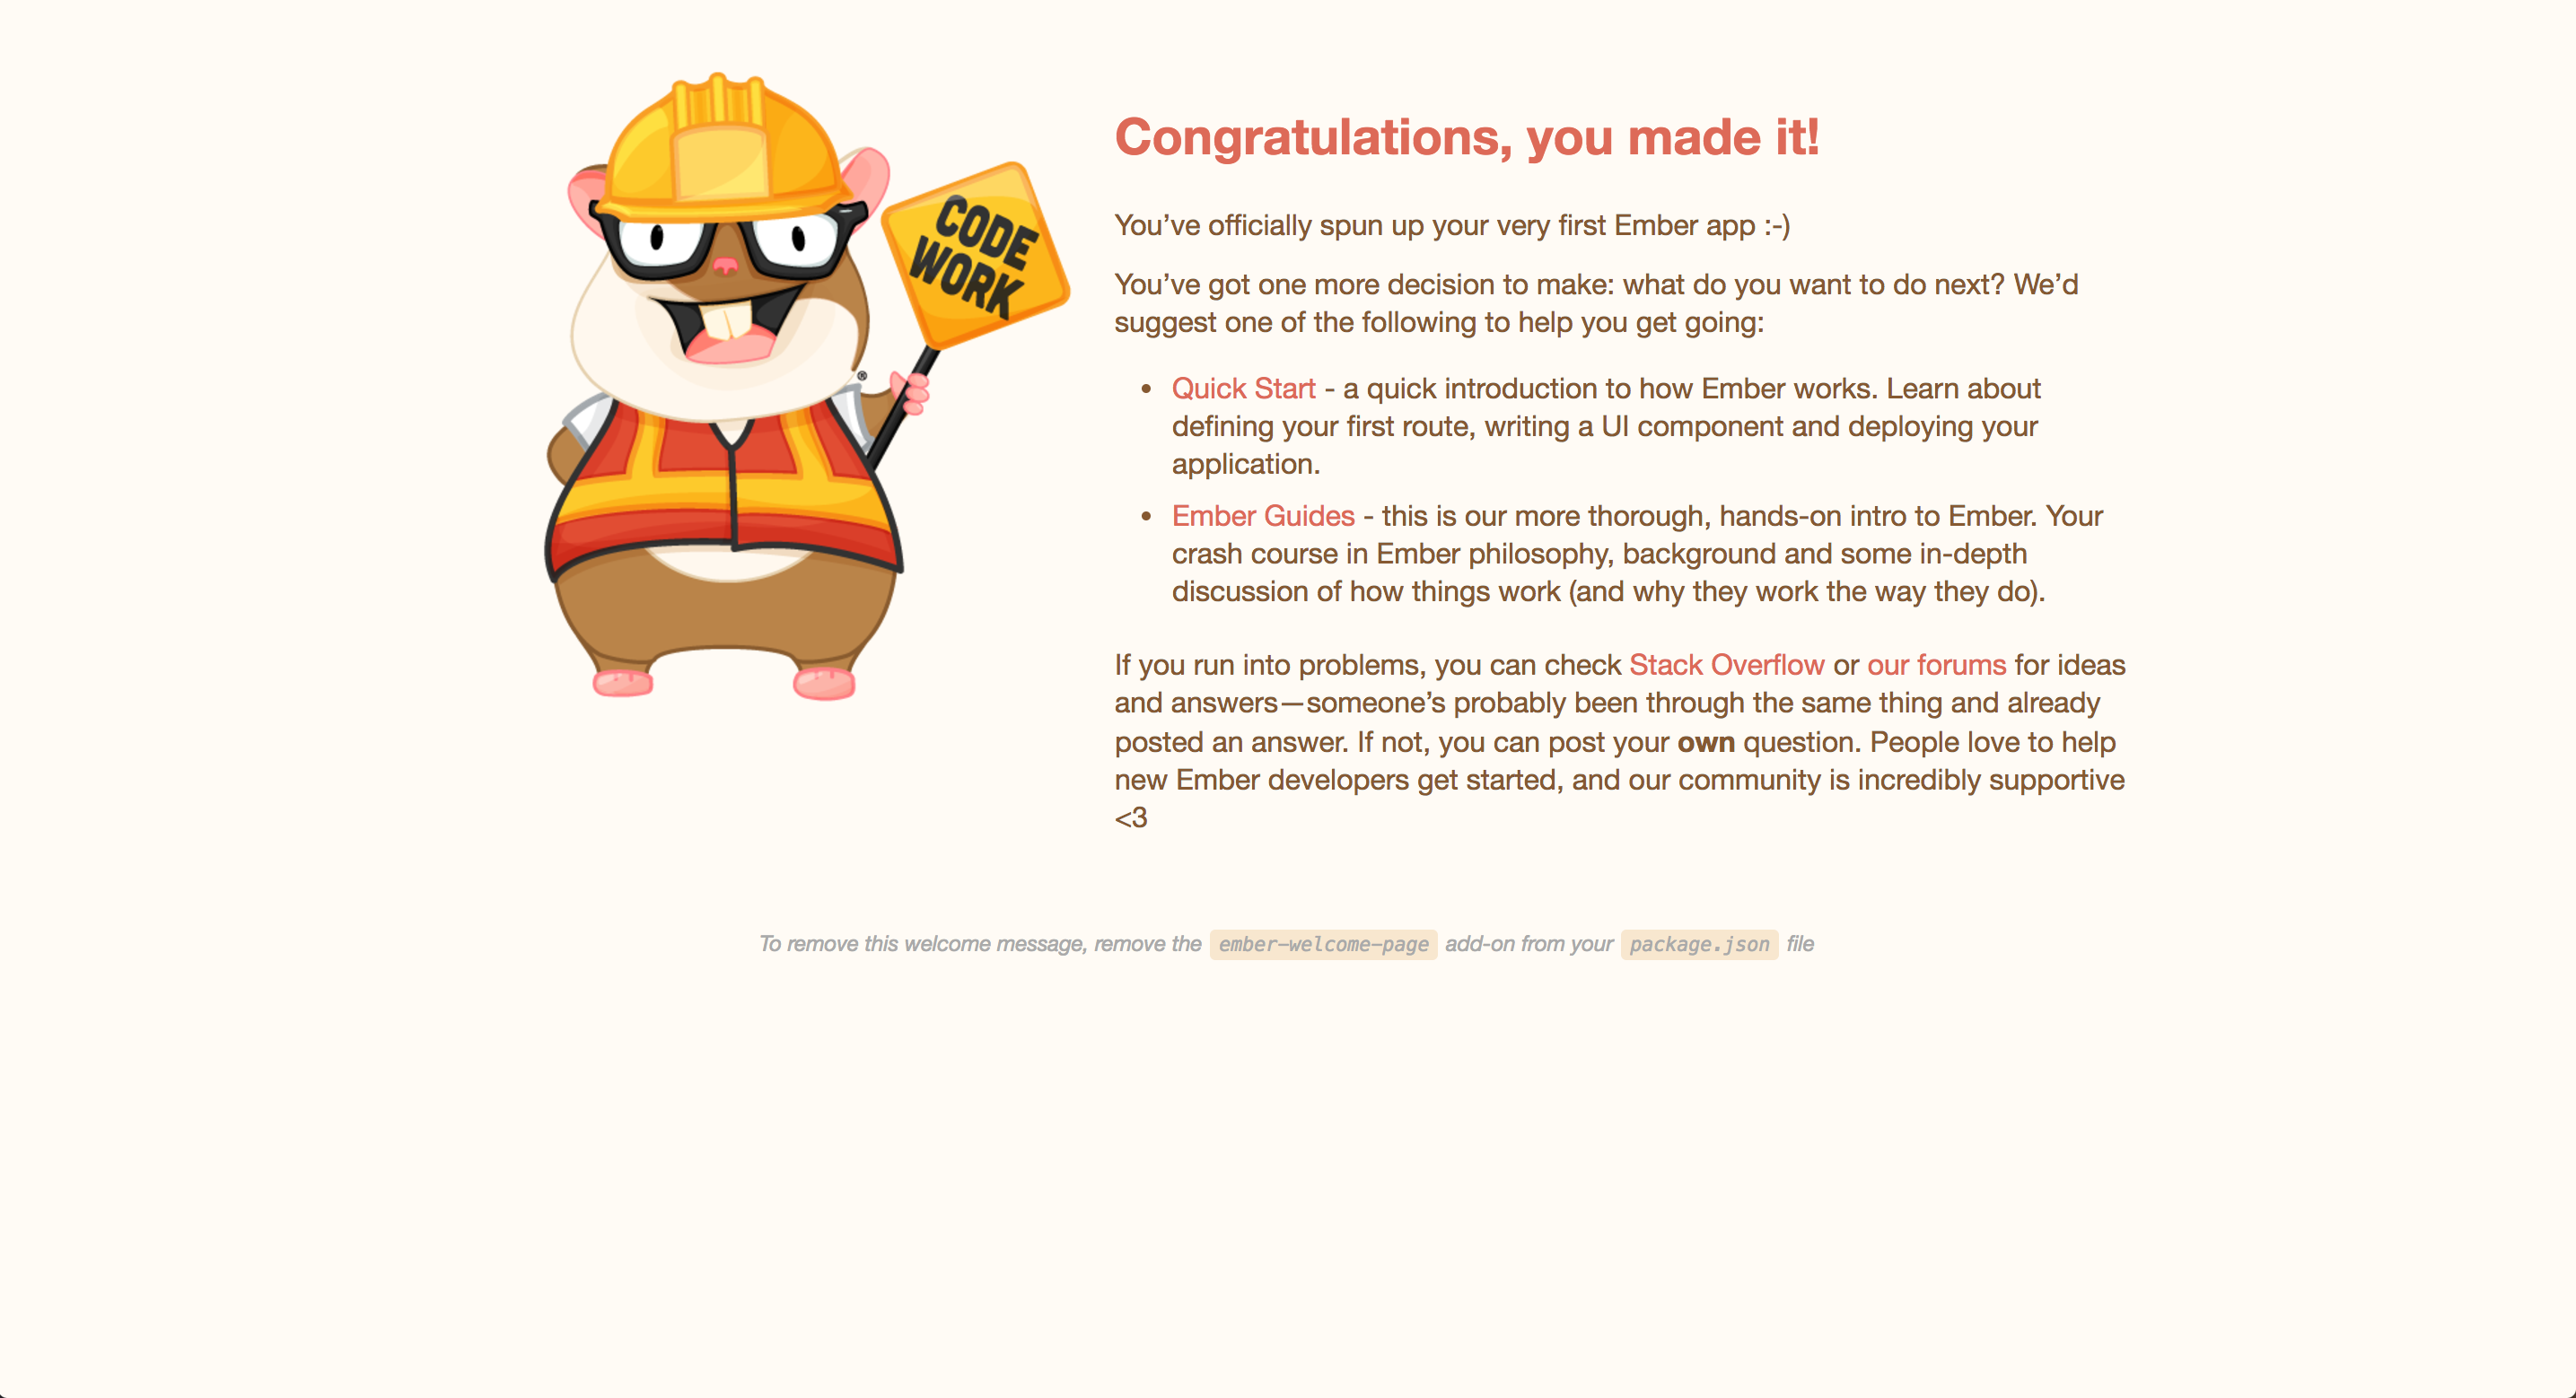 CODE
WORK
®
Congratulations, you made it!
You’ve officially spun up your very first Ember app :-)
You’ve got one more decision to make: what do you want to do next? We’d
suggest one of the following to help you get going:
• Quick Start - a quick introduction to how Ember works. Learn about
defining your first route, writing a UI component and deploying your
application.
• Ember Guides - this is our more thorough, hands-on intro to Ember. Your
crash course in Ember philosophy, background and some in-depth
discussion of how things work (and why they work the way they do).
If you run into problems, you can check Stack Overflow or our forums for ideas
and answers—someone’s probably been through the same thing and already
posted an answer. If not, you can post your own question. People love to help
new Ember developers get started, and our community is incredibly supportive
<3
To remove this welcome message, remove the ember-welcome-page add-on from your package.json file